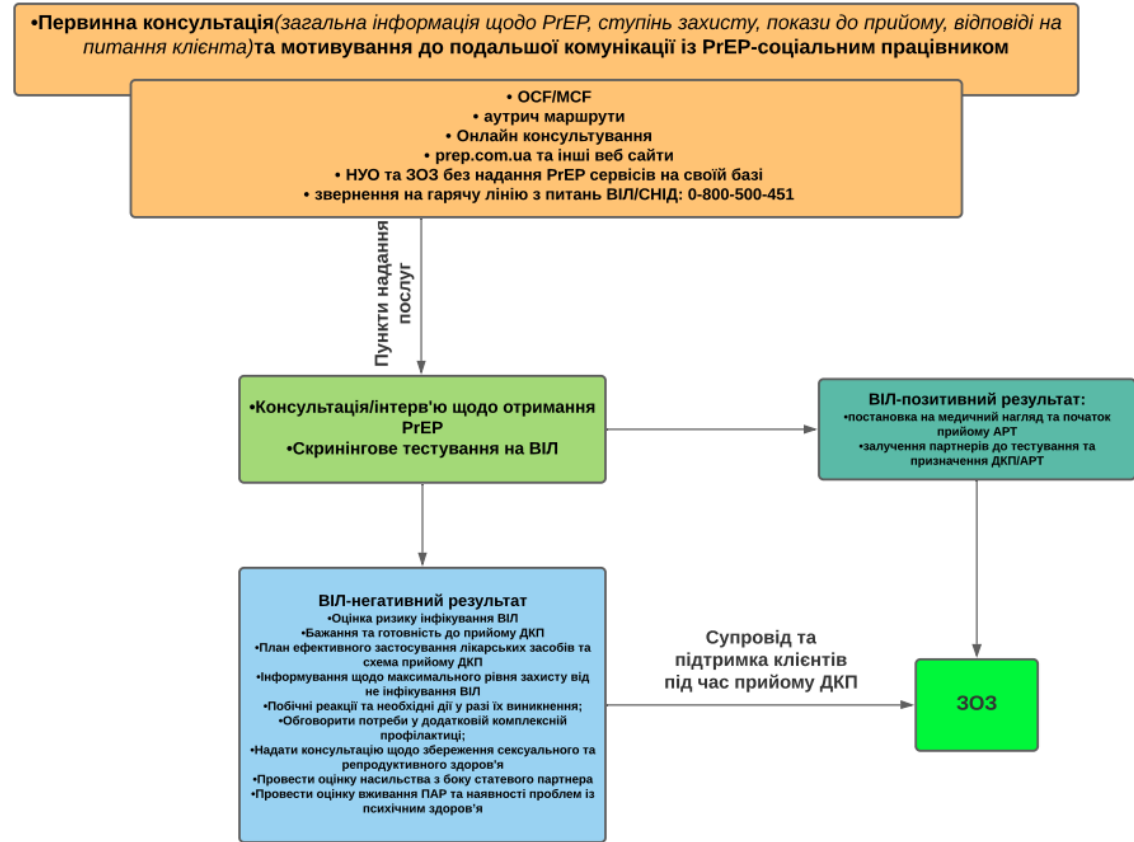 •Первинна консультація(загальна інформація щодо PrEP, ступінь захисту, покази до прийому, відповіді на
питання клієнта)та мотивування до подальшої комунікації із PrEP-соціальним працівником
• OCF/MCF
• аутрич маршрути
• Онлайн консультування
• prep.com.ua та інші веб сайти
• НУО та ЗОЗ без надання PrEP сервісів на своїй базі
• звернення на гарячу лінію з питань ВІЛ/СНІД: 0-800-500-451
Пункти надання
послуг
•Консультація/інтерв'ю щодо отримання
PrEP
•Скринінгове тестування на ВІЛ
ВІЛ-позитивний результат:
•постановка на медичний нагляд та початок
прийому АРТ
•залучення партнерів до тестування та
призначення ДКП/АРТ
ВІЛ-негативний результат
•Оцінка ризику інфікування ВІЛ
•Бажання та готовність до прийому ДКП
•План ефективного застосування лікарських засобів та
схема прийому ДКП
•Інформування щодо максимального рівня захисту від
не інфікування ВІЛ
•Побічні реакції та необхідні дії у разі їх виникнення;
•Обговорити потреби у додатковій комплексній
профілактиці;
•Надати консультацію щодо збереження сексуального та
репродуктивного здоров'я
•Провести оцінку насильства з боку статевого партнера
•Провести оцінку вживання ПАР та наявності проблем із
психічним здоров'я
Супровід та
підтримка клієнтів
під час прийому ДКП
ЗОЗ